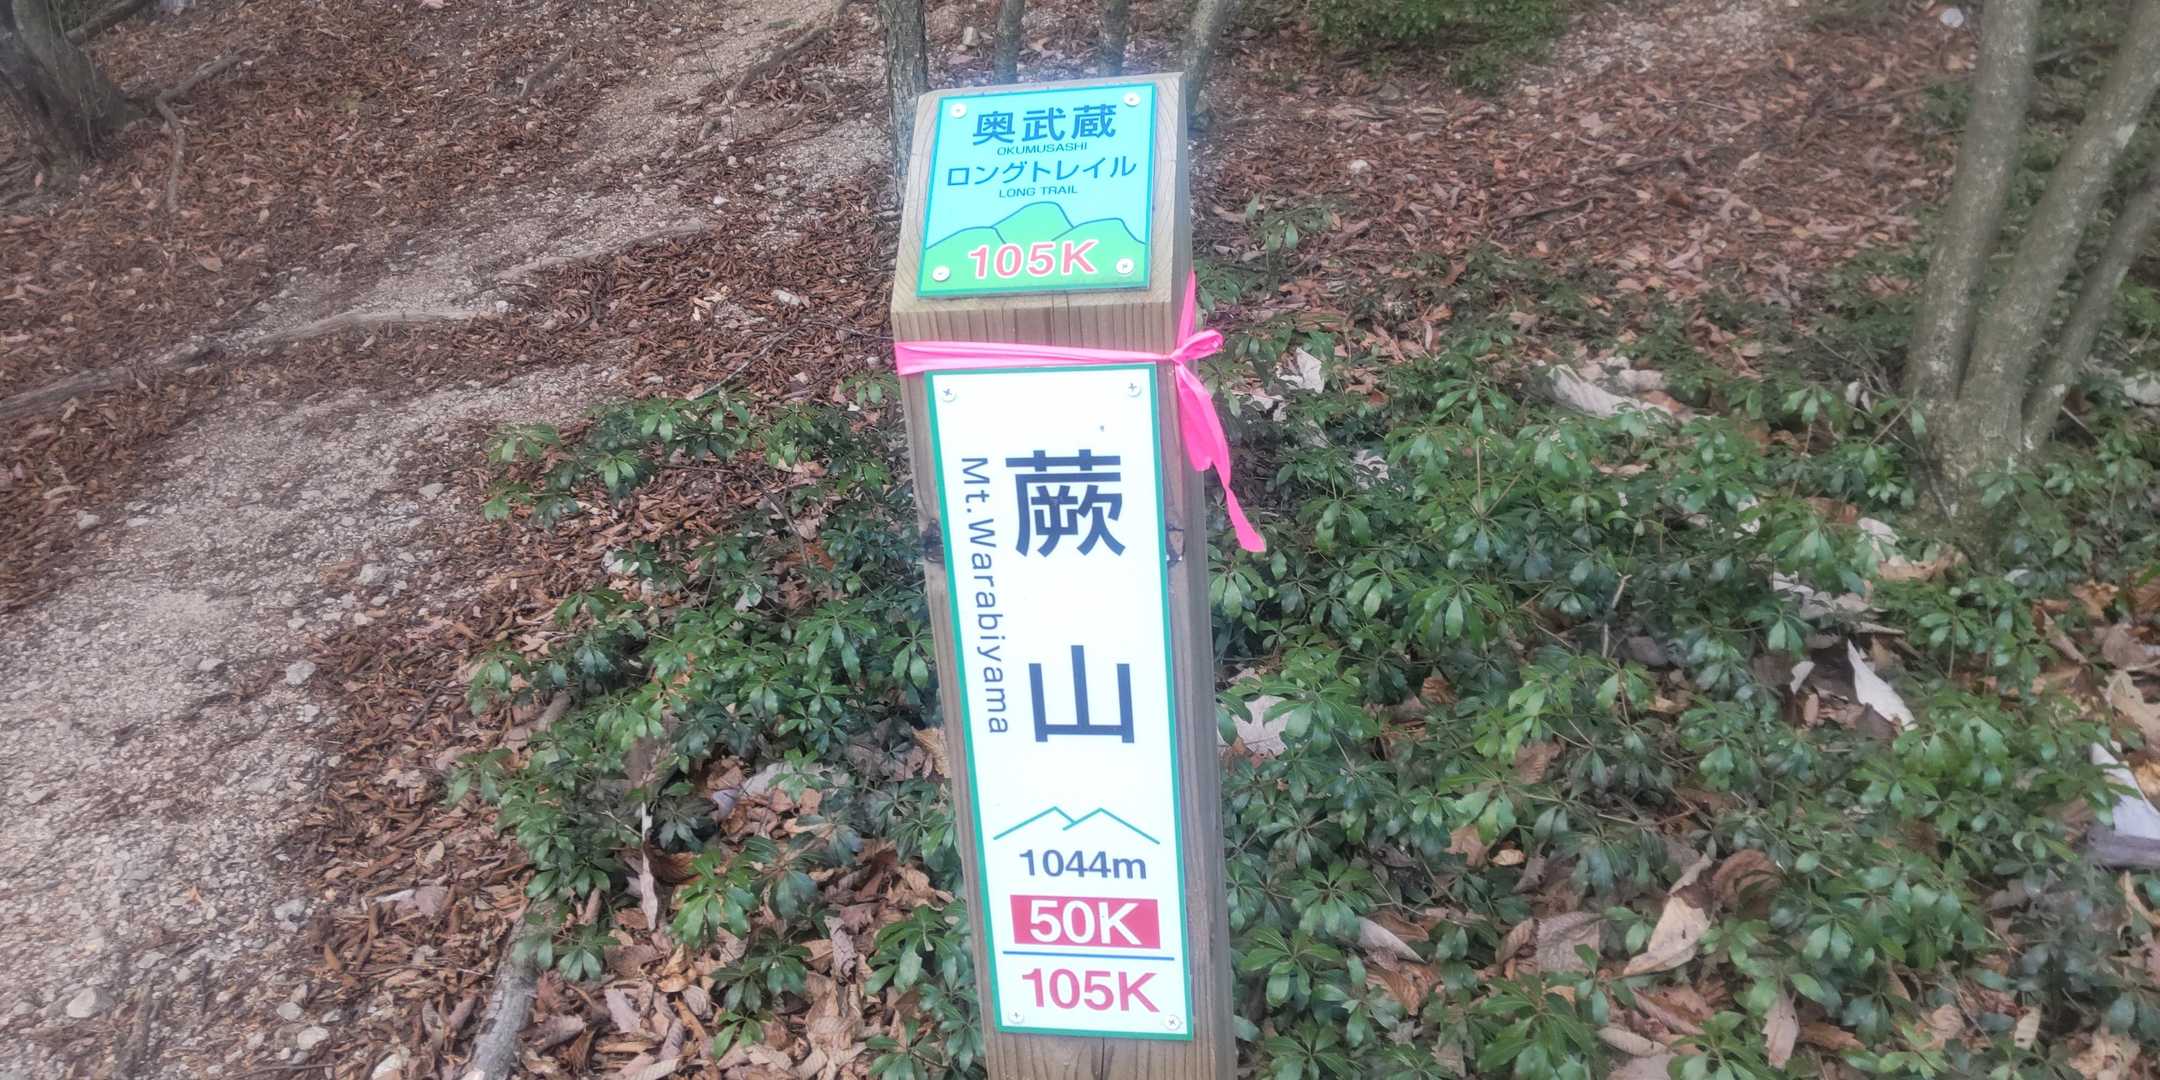 奥武蔵
OKUMUSASHI
ロングトレイル
LONG TRAIL
105K
蕨山
Mt.Warabiyama
1044m
50K
105K